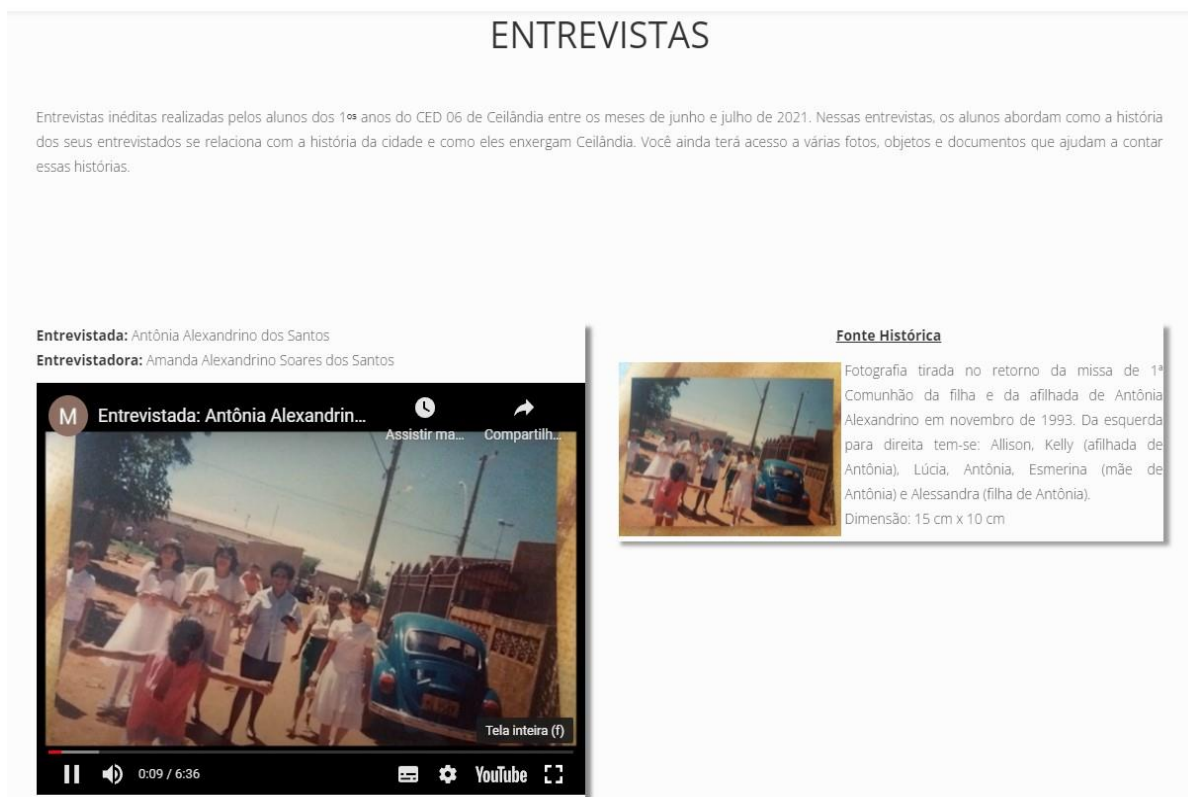 ENTREVISTAS
Entrevistas inéditas realizadas pelos alunos dos 1ºs anos do CED 06 de Ceilândia entre os meses de junho e julho de 2021. Nessas entrevistas, os alunos abordam como a história
dos seus entrevistados se relaciona com a história da cidade e como eles enxergam Ceilândia. Você ainda terá acesso a várias fotos, objetos e documentos que ajudam a contar
essas histórias.
Entrevistada: Antônia Alexandrino dos Santos
Entrevistadora: Amanda Alexandrino Soares dos Santos
M Entrevistada: Antônia Alexandrin...
Assistir ma... Compartilh...
Tela inteira (f)
0:09 / 6:36 YouTube
Fonte Histórica
Fotografia tirada no retorno da missa de 1ª
Comunhão da filha e da afilhada de Antônia
Alexandrino em novembro de 1993. Da esquerda
para direita tem-se: Allison, Kelly (afilhada de
Antônia), Lúcia, Antônia, Esmerina (mãe de
Antônia) e Alessandra (filha de Antônia).
Dimensão: 15 cm x 10 cm